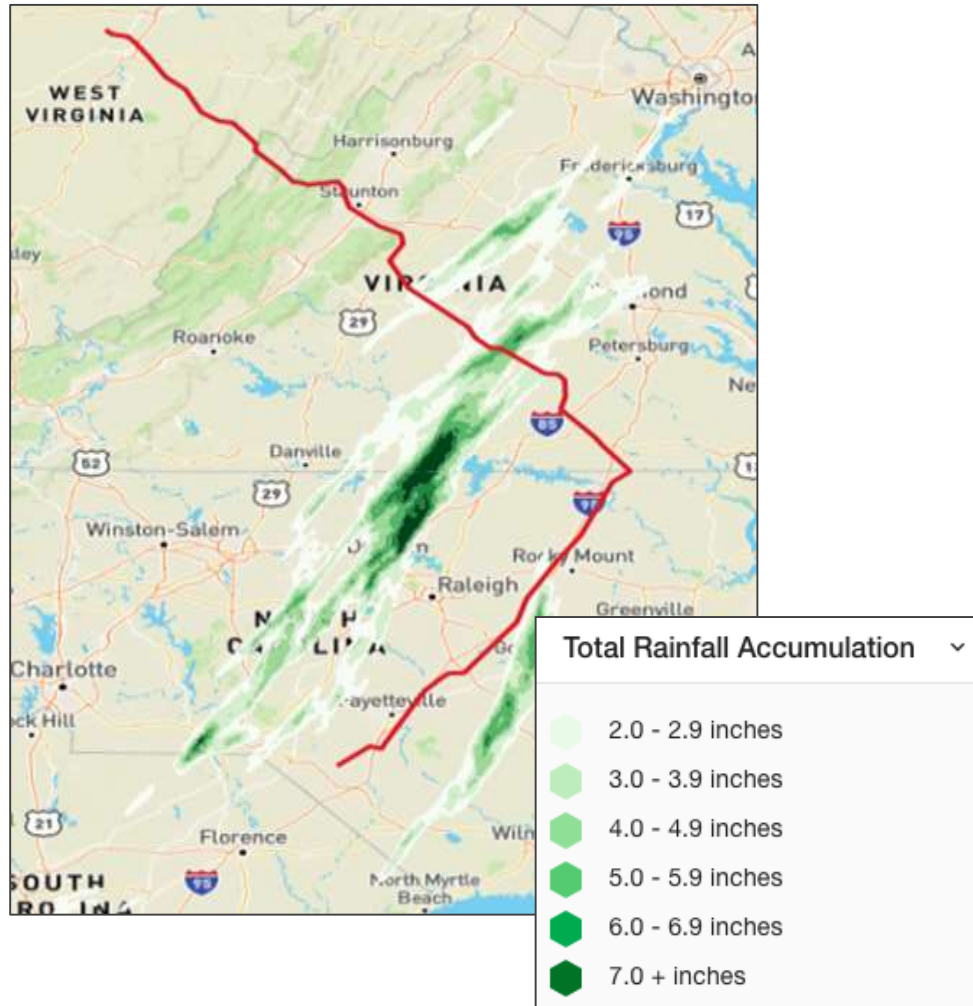 WEST
VIRGINIA
Washington
Harrisonburg
Staunton
17
95
VIRGINIA
29
Roanoke
Petersburg
85
Danville
52
29
95
Winston-Salem
Rocky Mount
Raleigh
Greenville
Charlotte
21
Florence
95
SOUTH
North Myrtle
Beach
Total Rainfall Accumulation
2.0 - 2.9 inches
3.0 - 3.9 inches
4.0 - 4.9 inches
5.0 - 5.9 inches
6.0 - 6.9 inches
7.0 + inches